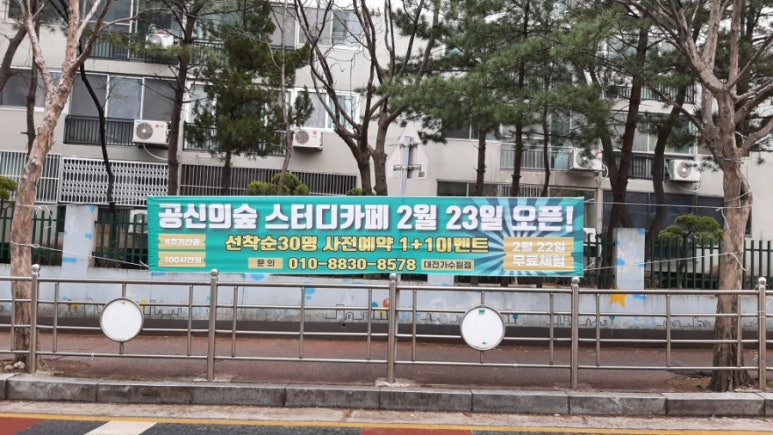 공신의숲 스터디카페 2월 23일 오픈!
4주기간권
100시간권
선착순30명 사전예약 1+1이벤트
문의 010-8830-8578 대전가수원점
2월 22일
무료체험